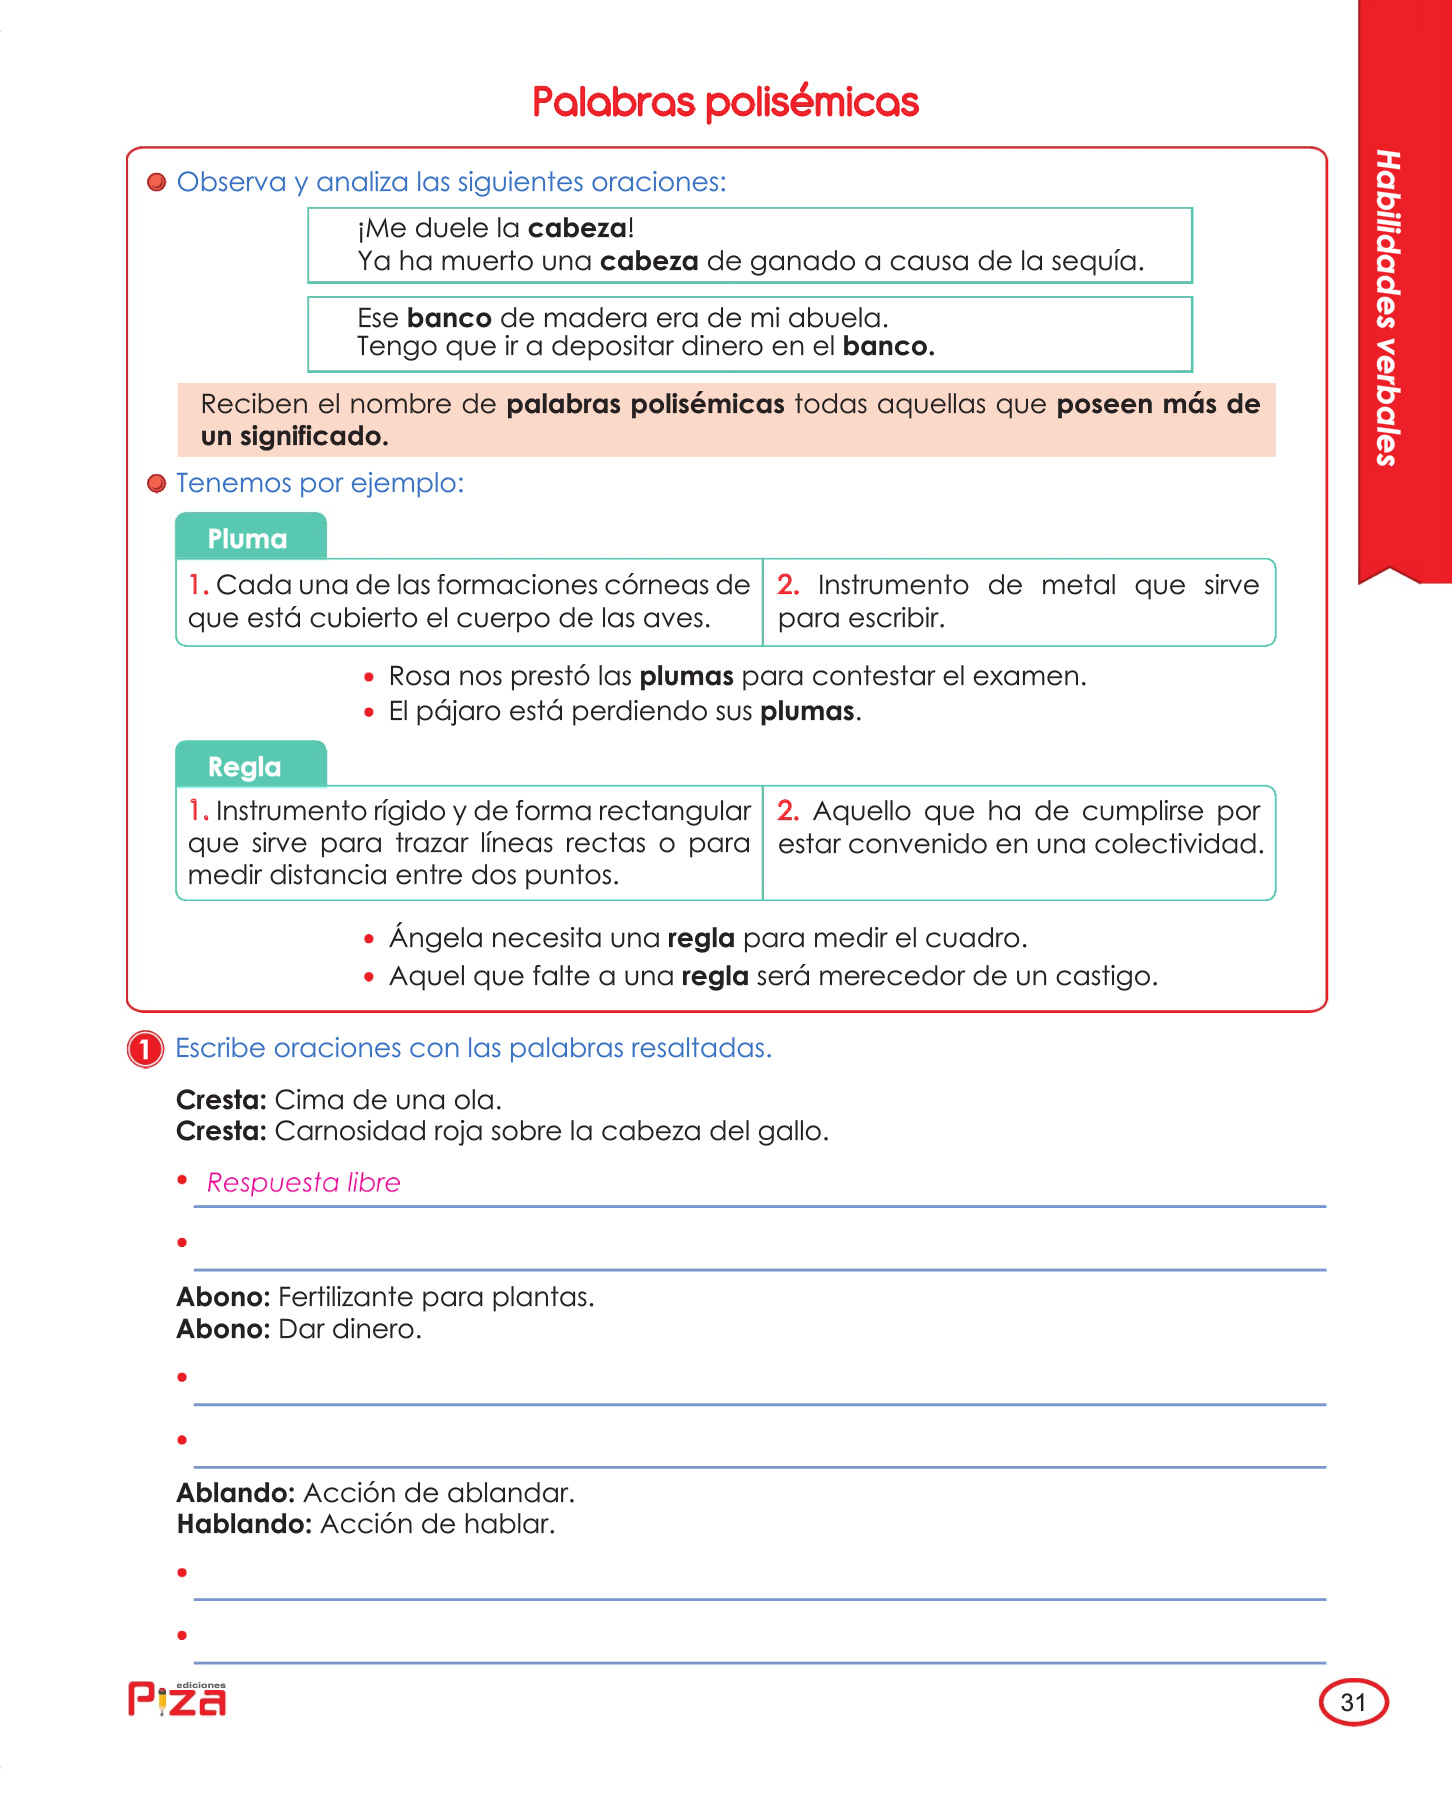 Palabras polisémicas
Habilidades verbales
Observa y analiza las siguientes oraciones:
¡Me duele la cabeza!
Ya ha muerto una cabeza de ganado a causa de la sequía.
Ese banco de madera era de mi abuela.
Tengo que ir a depositar dinero en el banco.
Reciben el nombre de palabras polisémicas todas aquellas que poseen más de
un significado.
Tenemos por ejemplo:
Pluma
1. Cada una de las formaciones córneas de
que está cubierto el cuerpo de las aves.
2. Instrumento de metal que sirve
para escribir.
• Rosa nos prestó las plumas para contestar el examen.
• El pájaro está perdiendo sus plumas.
Regla
1. Instrumento rígido y de forma rectangular
que sirve para trazar líneas rectas o para
medir distancia entre dos puntos.
2. Aquello que ha de cumplirse por
estar convenido en una colectividad.
• Ángela necesita una regla para medir el cuadro.
• Aquel que falte a una regla será merecedor de un castigo.
1 Escribe oraciones con las palabras resaltadas.
Cresta: Cima de una ola.
Cresta: Carnosidad roja sobre la cabeza del gallo.
• Respuesta libre
•
Abono: Fertilizante para plantas.
Abono: Dar dinero.
•
•
Ablando: Acción de ablandar.
Hablando: Acción de hablar.
•
•
ediciones
Piza
31